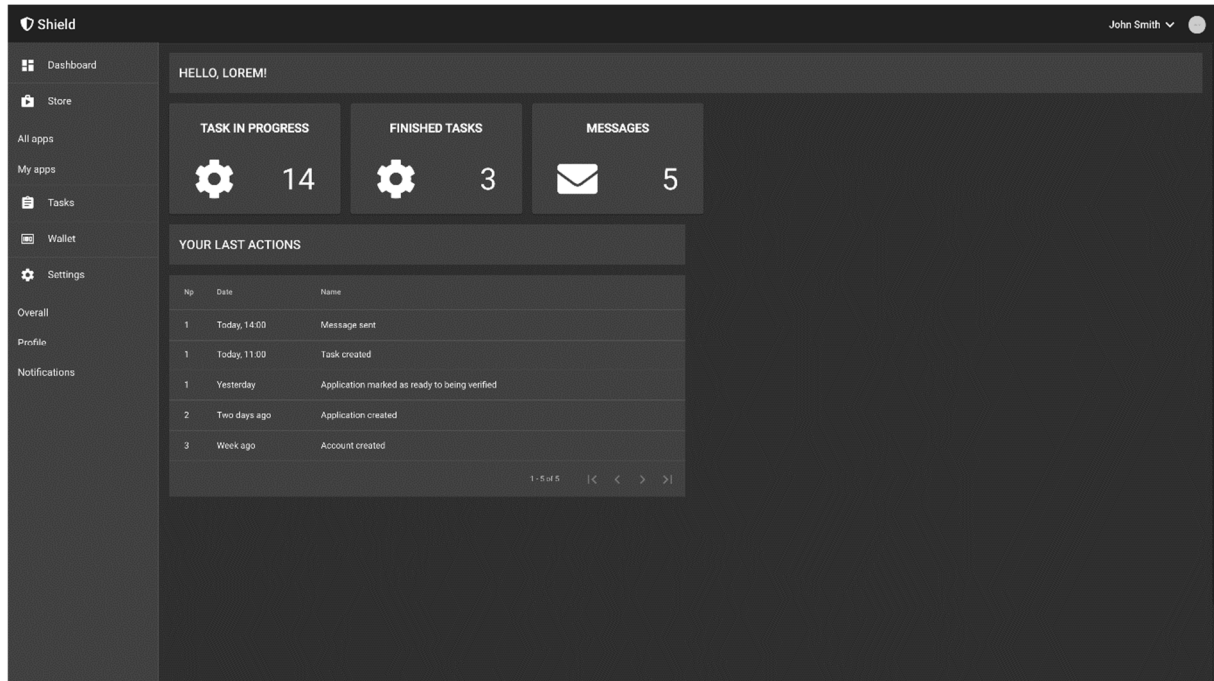 Shield
John Smith
Dashboard
Store
All apps
My apps
Tasks
Wallet
Settings
Overall
Profile
Notifications
HELLO, LOREM!
TASK IN PROGRESS
14
FINISHED TASKS
3
MESSAGES
5
YOUR LAST ACTIONS
Np Date Name
1 Today, 14:00 Message sent
1 Today, 11:00 Task created
1 Yesterday Application marked as ready to being verified
2 Two days ago Application created
3 Week ago Account created
1 - 5 of 5